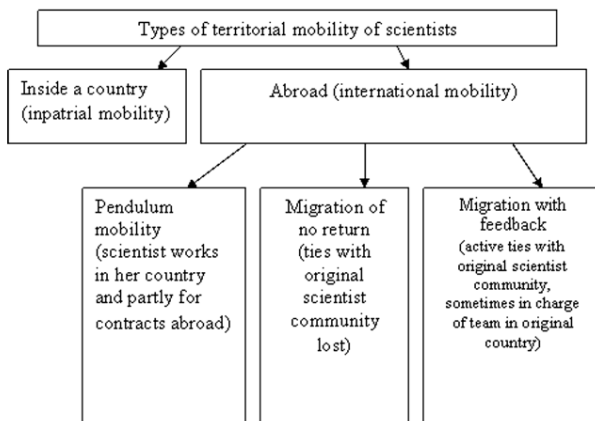 Types of territorial mobility of scientists
Inside a country
(inpatrial mobility)
Abroad (international mobility)
Pendulum
mobility
(scientist works
in her country
and partly for
contracts abroad)
Migration of
no return
(ties with
original
scientist
community
lost)
Migration with
feedback
(active ties with
original scientist
community,
sometimes in charge
of team in original
country)